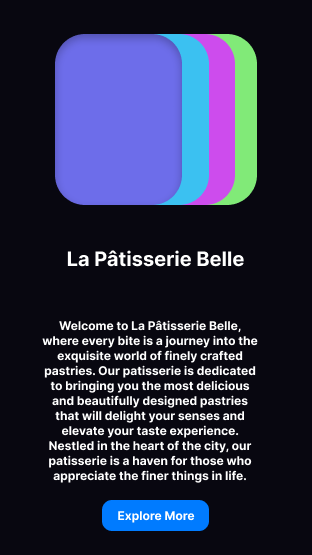 La Pâtisserie Belle
Welcome to La Pâtisserie Belle,
where every bite is a journey into the
exquisite world of finely crafted
pastries. Our patisserie is dedicated
to bringing you the most delicious
and beautifully designed pastries
that will delight your senses and
elevate your taste experience.
Nestled in the heart of the city, our
patisserie is a haven for those who
appreciate the finer things in life.
Explore More